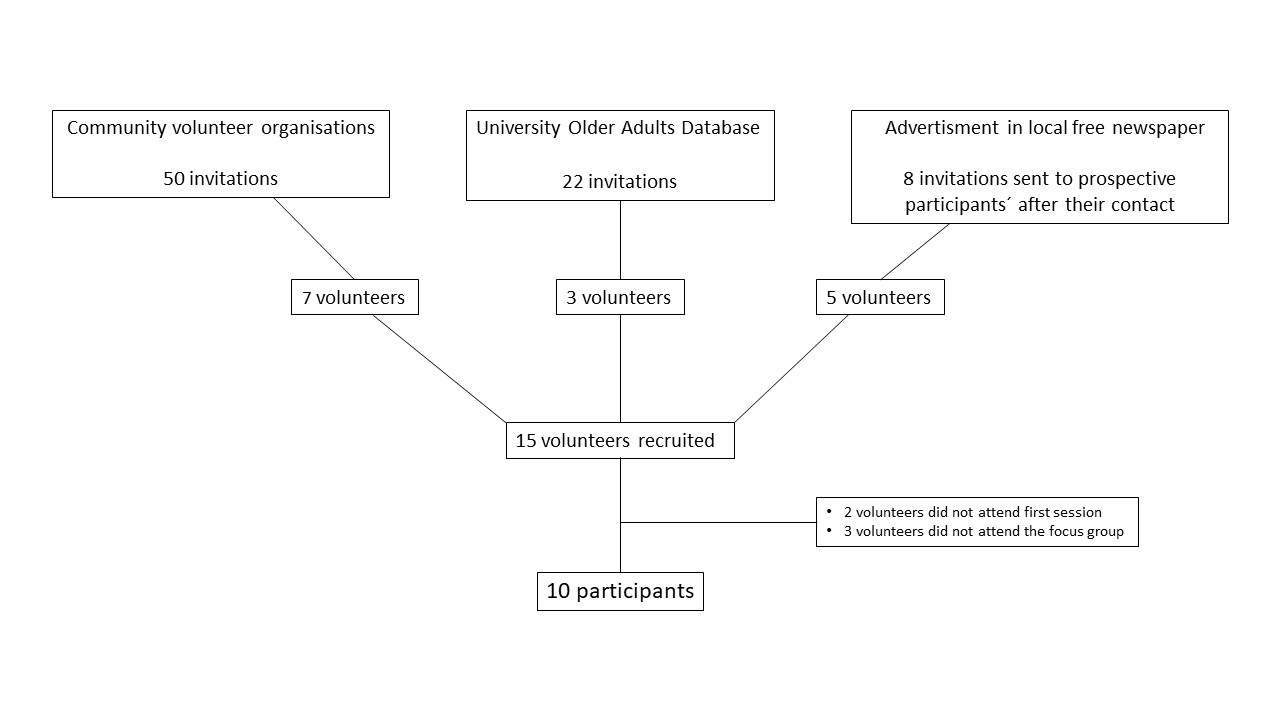 Community volunteer organisations
50 invitations
University Older Adults Database
22 invitations
Advertisment in local free newspaper
8 invitations sent to prospective
participants´ after their contact
7 volunteers
3 volunteers
5 volunteers
15 volunteers recruited
• 2 volunteers did not attend first session
• 3 volunteers did not attend the focus group
10 participants